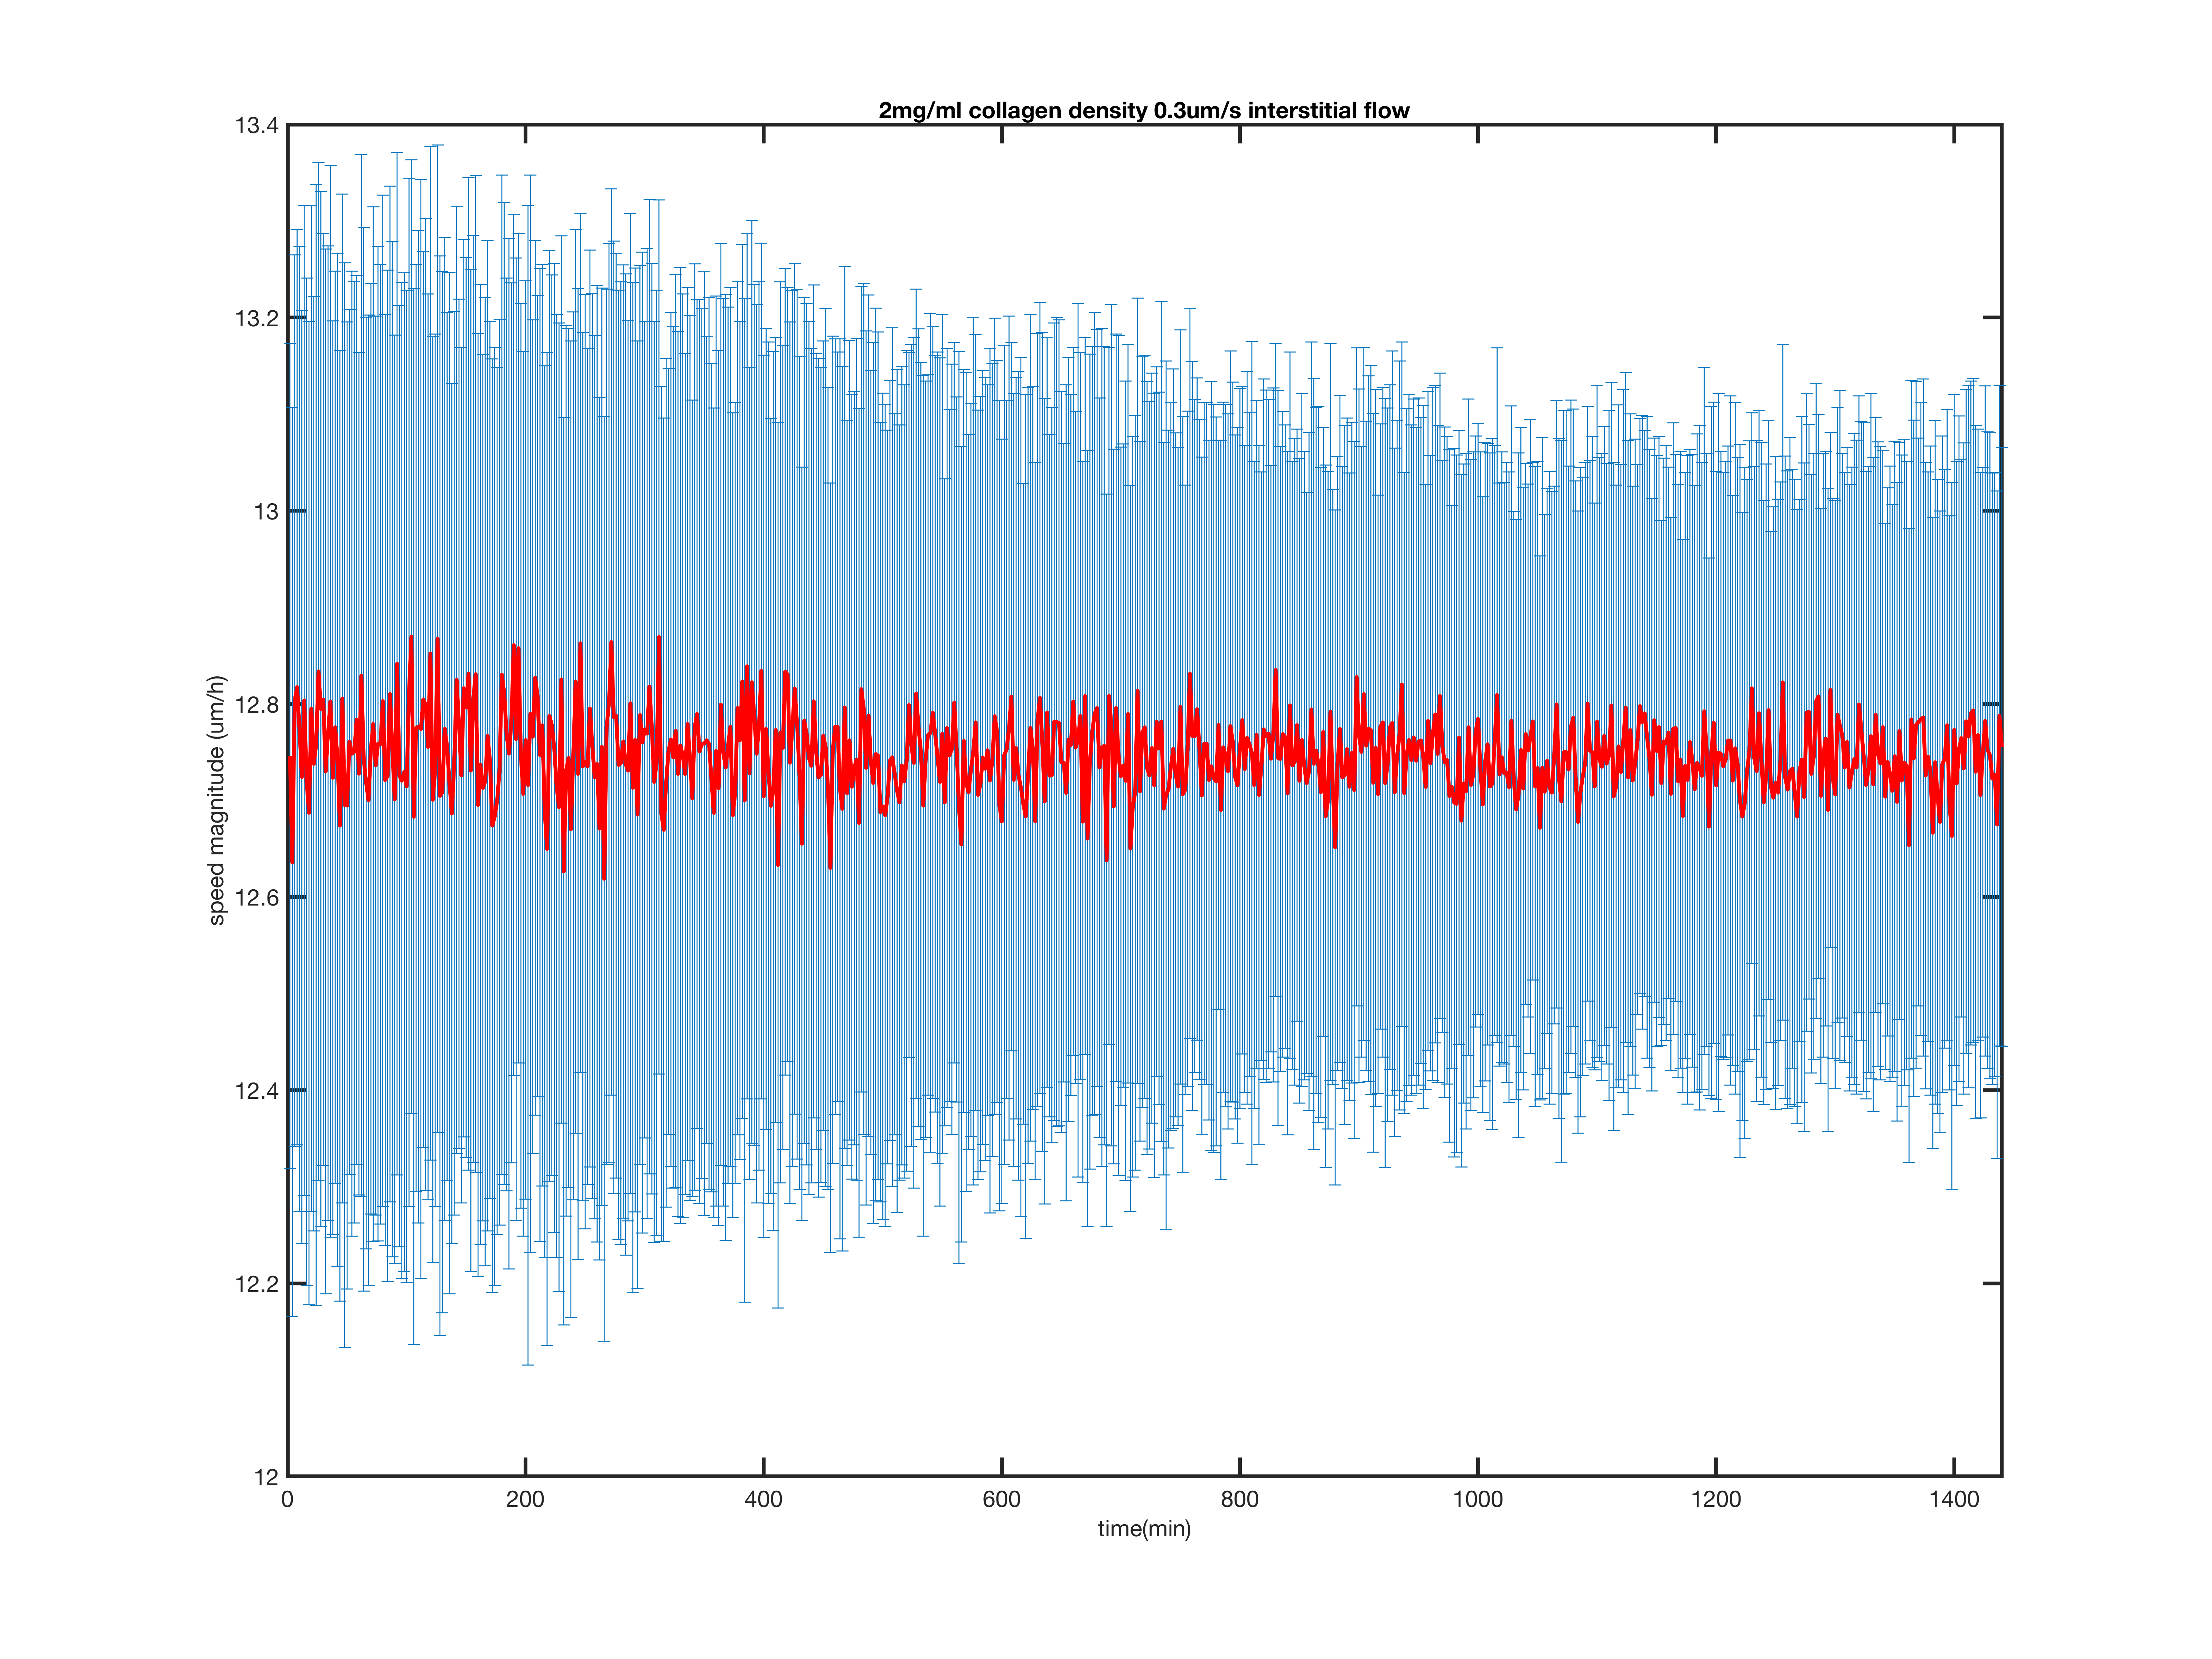 2mg/ml collagen density 0.3um/s interstitial flow
13.4
13.2
13
12.8
12.6
12.4
12.2
12
speed magnitude (um/h)
0 200 400 600 800 1000 1200 1400
time(min)